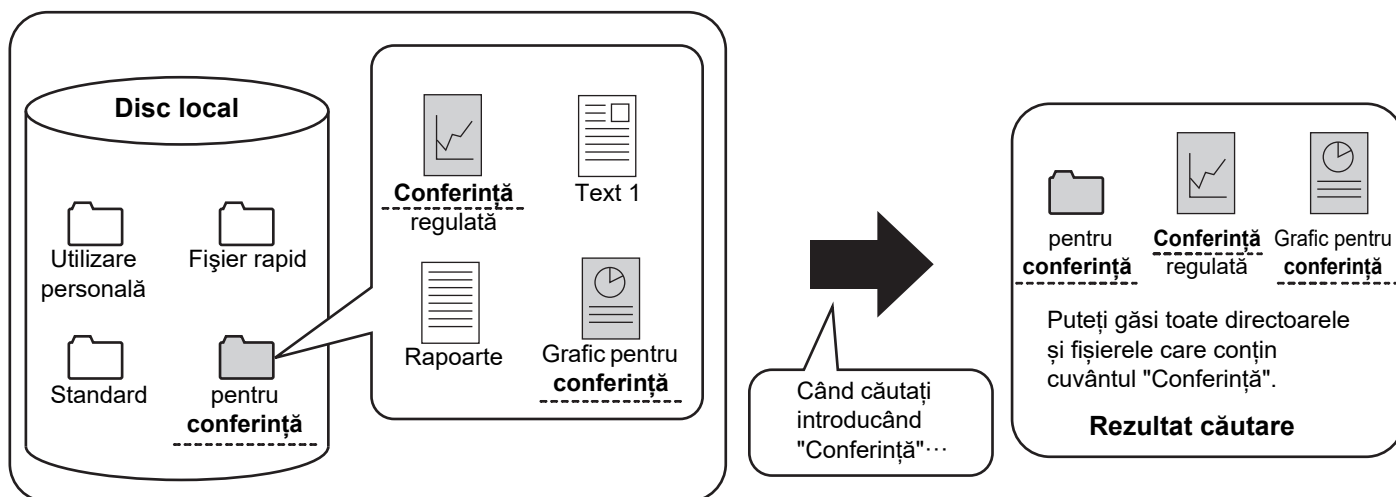 Disc local
Utilizare
personală
Fişier rapid
Standard
pentru
conferință
Conferință
regulată
Text 1
Rapoarte
Grafic pentru
conferință
Când căutați
introducând
"Conferință"···
pentru
conferință
Conferință
regulată
Grafic pentru
conferință
Puteți găsi toate directoarele
și fișierele care conțin
cuvântul "Conferință".
Rezultat căutare